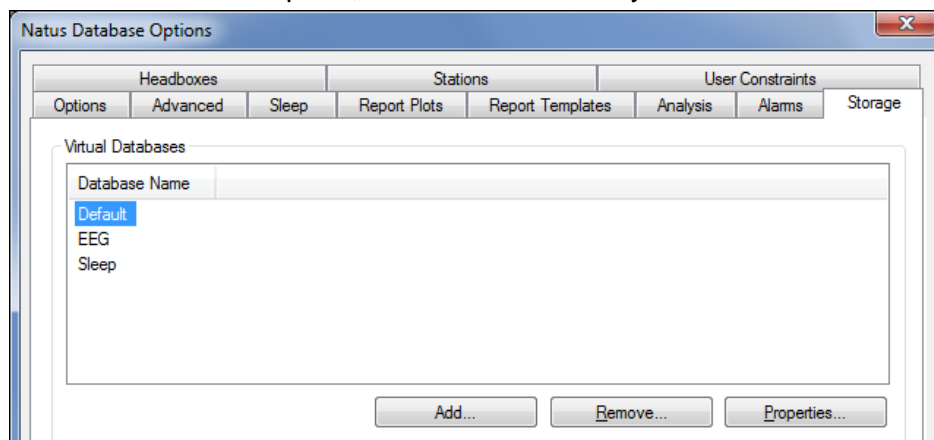 Natus Database Options
Headboxes Stations User Constraints
Options Advanced Sleep Report Plots Report Templates Analysis Alarms Storage
Virtual Databases
Database Name
Default
EEG
Sleep
Add... Remove... Properties...